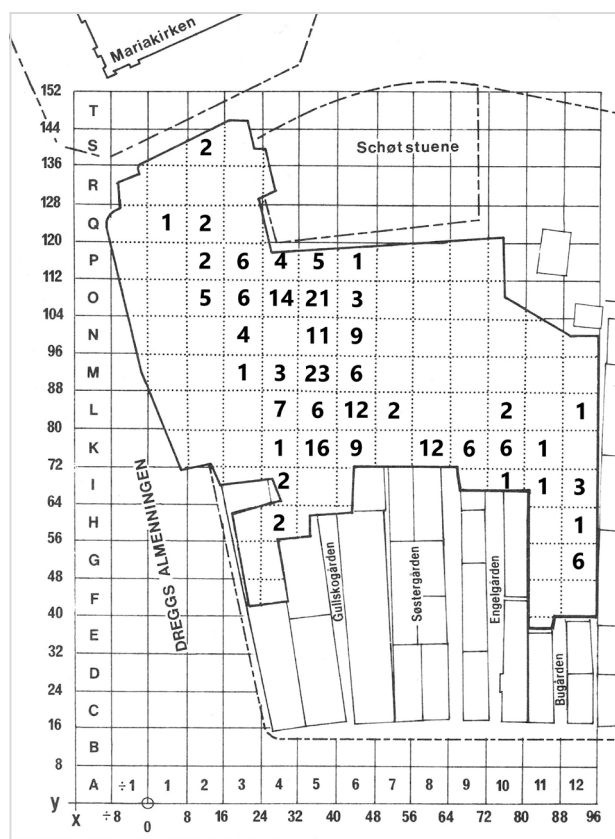 Mariakirken
152
T
144
S 2 Schøtstuene
136
R
128
Q 1 2
120
P 2 6 4 5 1
112
O 5 6 14 21 3
104
N 4 11 9
96
M 1 3 23 6
88
L 7 6 12 2 2 1
80
K 1 16 9 12 6 6 1
72
I 2 1 1 3
64
H 2 1
56
G 6
48
F
40
E
32
D
24
C
16
B
8
DREGGS ALMENNINGEN
Gullskogården
Søstergården
Engelgården
Bugården
A ÷1 1 2 3 4 5 6 7 8 9 10 11 12
y
x ÷8 0 8 16 24 32 40 48 56 64 72 80 88 96